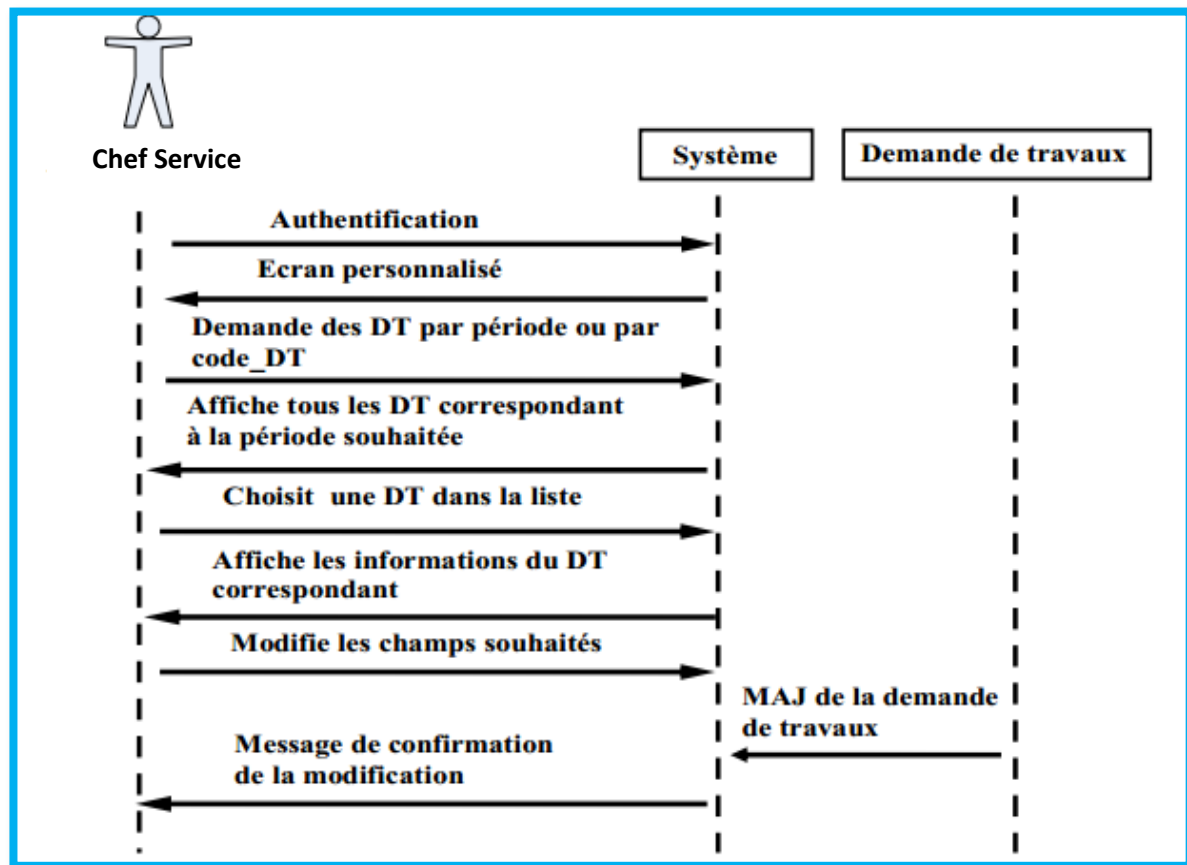 Chef Service
Système
Demande de travaux
Authentification
Ecran personnalisé
Demande des DT par période ou par
code_DT
Affiche tous les DT correspondant
à la période souhaitée
Choisit une DT dans la liste
Affiche les informations du DT
correspondant
Modifie les champs souhaités
MAJ de la demande
de travaux
Message de confirmation
de la modification